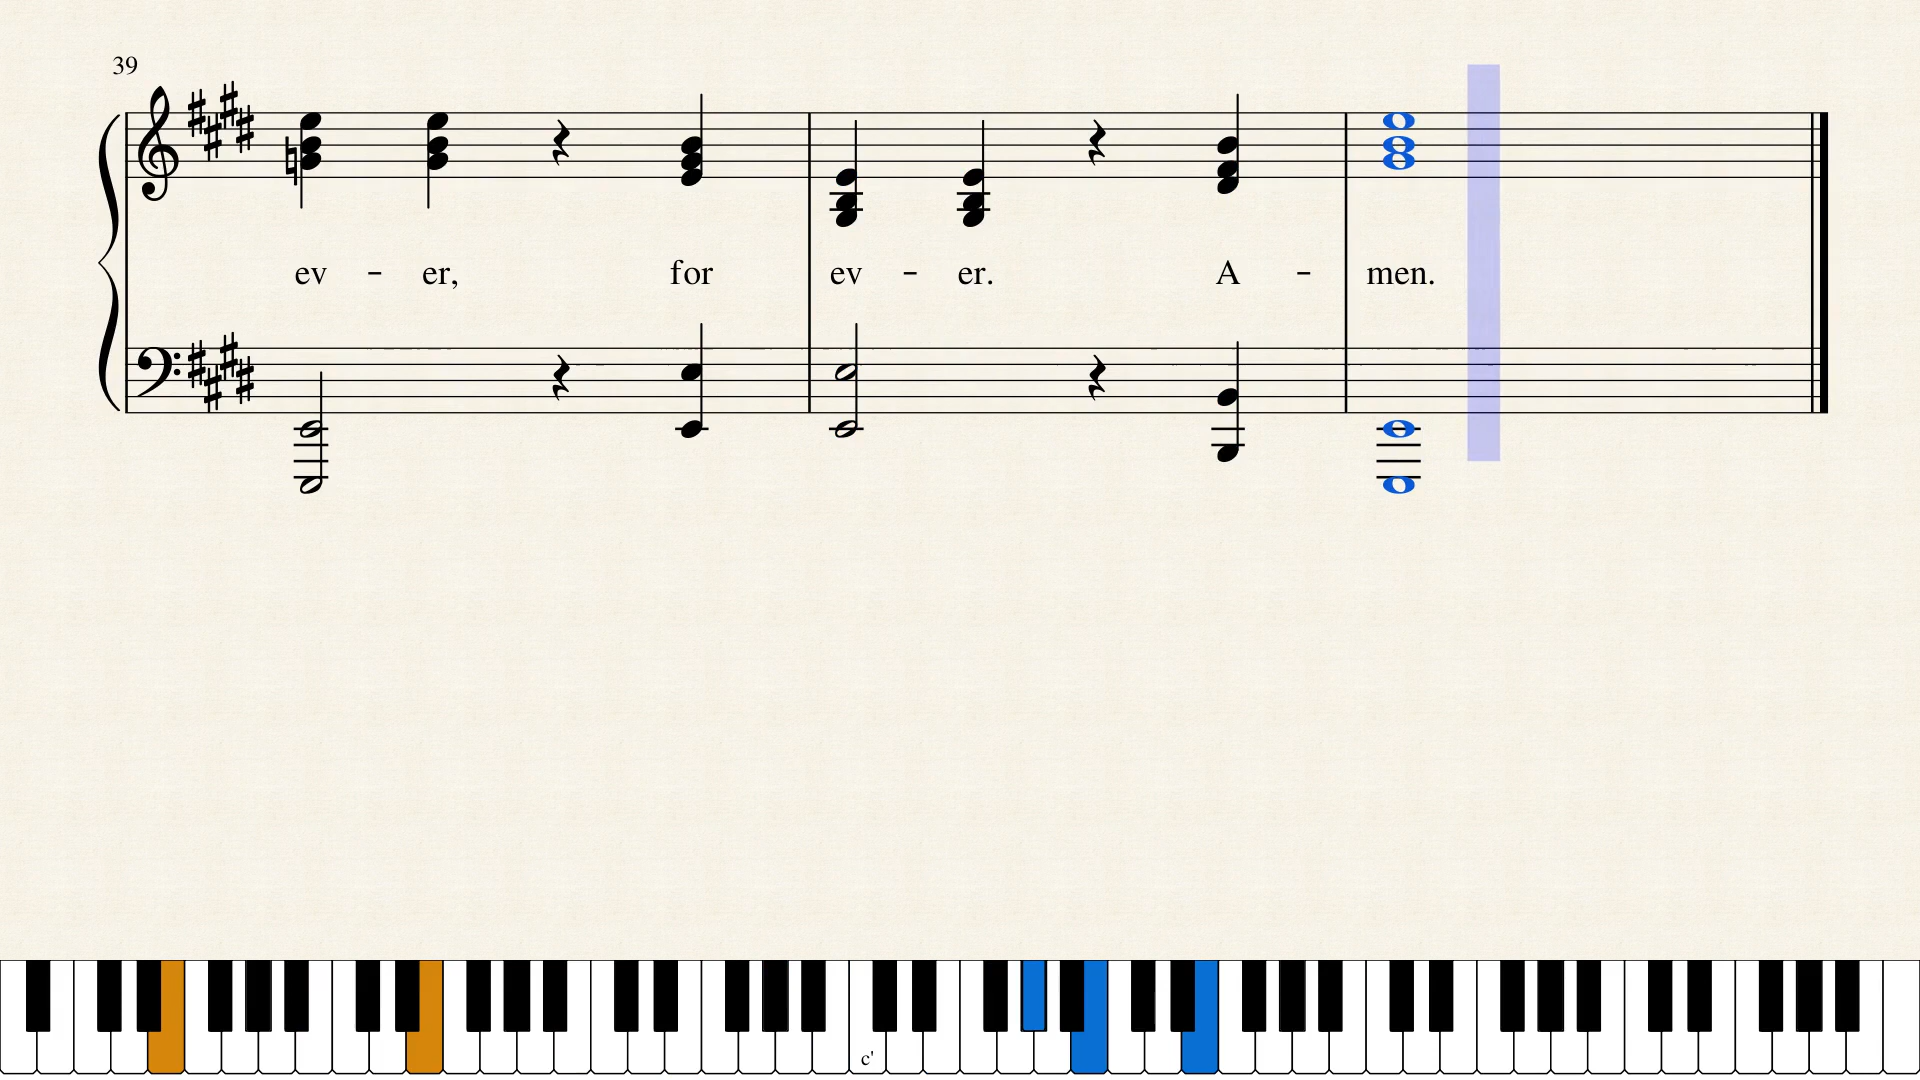 39
ev - er, for ev - er. A - men.
c'